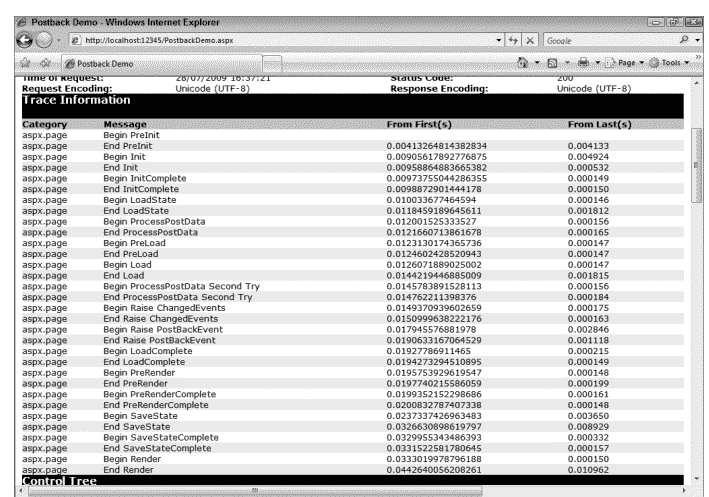 Postback Demo - Windows Internet Explorer
http://localhost:12345/PostbackDemo.aspx
Google
Postback Demo
Page
Tools
Time of Request: 28/07/2009 16:37:21 Status Code: 200
Request Encoding: Unicode (UTF-8) Response Encoding: Unicode (UTF-8)
Trace Information
Category Message From First(s) From Last(s)
aspx.page Begin PreInit
aspx.page End PreInit 0.00413264814382834 0.004133
aspx.page Begin Init 0.00905617892776875 0.004924
aspx.page End Init 0.00958864883665382 0.000532
aspx.page Begin InitComplete 0.00973755044286355 0.000149
aspx.page End InitComplete 0.0098872901444178 0.000150
aspx.page Begin LoadState 0.010033677464594 0.000146
aspx.page End LoadState 0.0118459189645611 0.001812
aspx.page Begin ProcessPostData 0.012001525333527 0.000156
aspx.page End ProcessPostData 0.0121660713861678 0.000165
aspx.page Begin PreLoad 0.0123130174365736 0.000147
aspx.page End PreLoad 0.0124602428520943 0.000147
aspx.page Begin Load 0.0126071889025002 0.000147
aspx.page End Load 0.0144219446885009 0.001815
aspx.page Begin ProcessPostData Second Try 0.0145783891528113 0.000156
aspx.page End ProcessPostData Second Try 0.014762211398376 0.000184
aspx.page Begin Raise ChangedEvents 0.0149370939602659 0.000175
aspx.page End Raise ChangedEvents 0.0150999638222176 0.000163
aspx.page Begin Raise PostBackEvent 0.017945576881978 0.002846
aspx.page End Raise PostBackEvent 0.0190633167064529 0.001118
aspx.page Begin LoadComplete 0.01927786911465 0.000215
aspx.page End LoadComplete 0.0194273294510895 0.000149
aspx.page Begin PreRender 0.0195753929619547 0.000148
aspx.page End PreRender 0.0197740215586059 0.000199
aspx.page Begin PreRenderComplete 0.0199352152298686 0.000161
aspx.page End PreRenderComplete 0.0200832787407338 0.000148
aspx.page Begin SaveState 0.0237337426963483 0.003650
aspx.page End SaveState 0.0326630898619797 0.008929
aspx.page Begin SaveStateComplete 0.0329955343486393 0.000332
aspx.page End SaveStateComplete 0.0331522581780645 0.000157
aspx.page Begin Render 0.0333019978796188 0.000150
aspx.page End Render 0.0442640056208261 0.010962
Control Tree